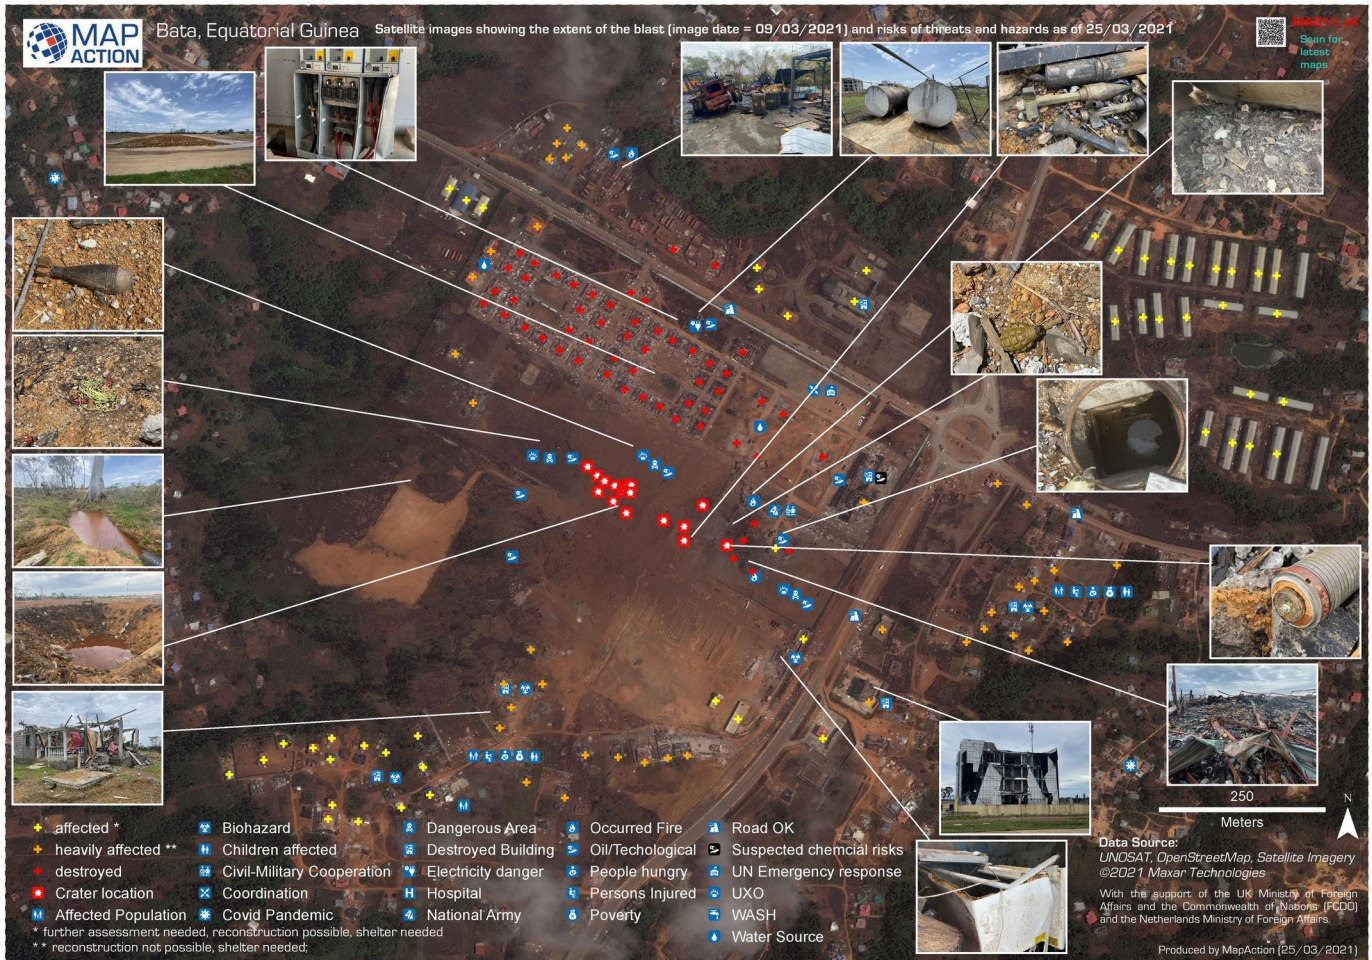 MAP
ACTION
Bata, Equatorial Guinea
Satellite images showing the extent of the blast (image date = 09/03/2021) and risks of threats and hazards as of 25/03/2021
Scan for
latest
maps
affected *
heavily affected **
destroyed
Crater location
Affected Population
Biohazard
Children affected
Civil-Military Cooperation
Coordination
Covid Pandemic
Dangerous Area
Destroyed Building
Electricity danger
Hospital
National Army
Occurred Fire
Oil/Techological
People hungry
Persons Injured
Poverty
Road OK
Suspected chemcial risks
UN Emergency response
UXO
WASH
Water Source
* further assessment needed, reconstruction possible, shelter needed
** reconstruction not possible, shelter needed;
250
Meters
N
Data Source:
UNOSAT, OpenStreetMap, Satellite Imagery
©2021 Maxar Technologies
With the support of the UK Ministry of Foreign
Affairs and the Commonwealth of Nations (FCDO)
and the Netherlands Ministry of Foreign Affairs.
Produced by MapAction (25/03/2021)